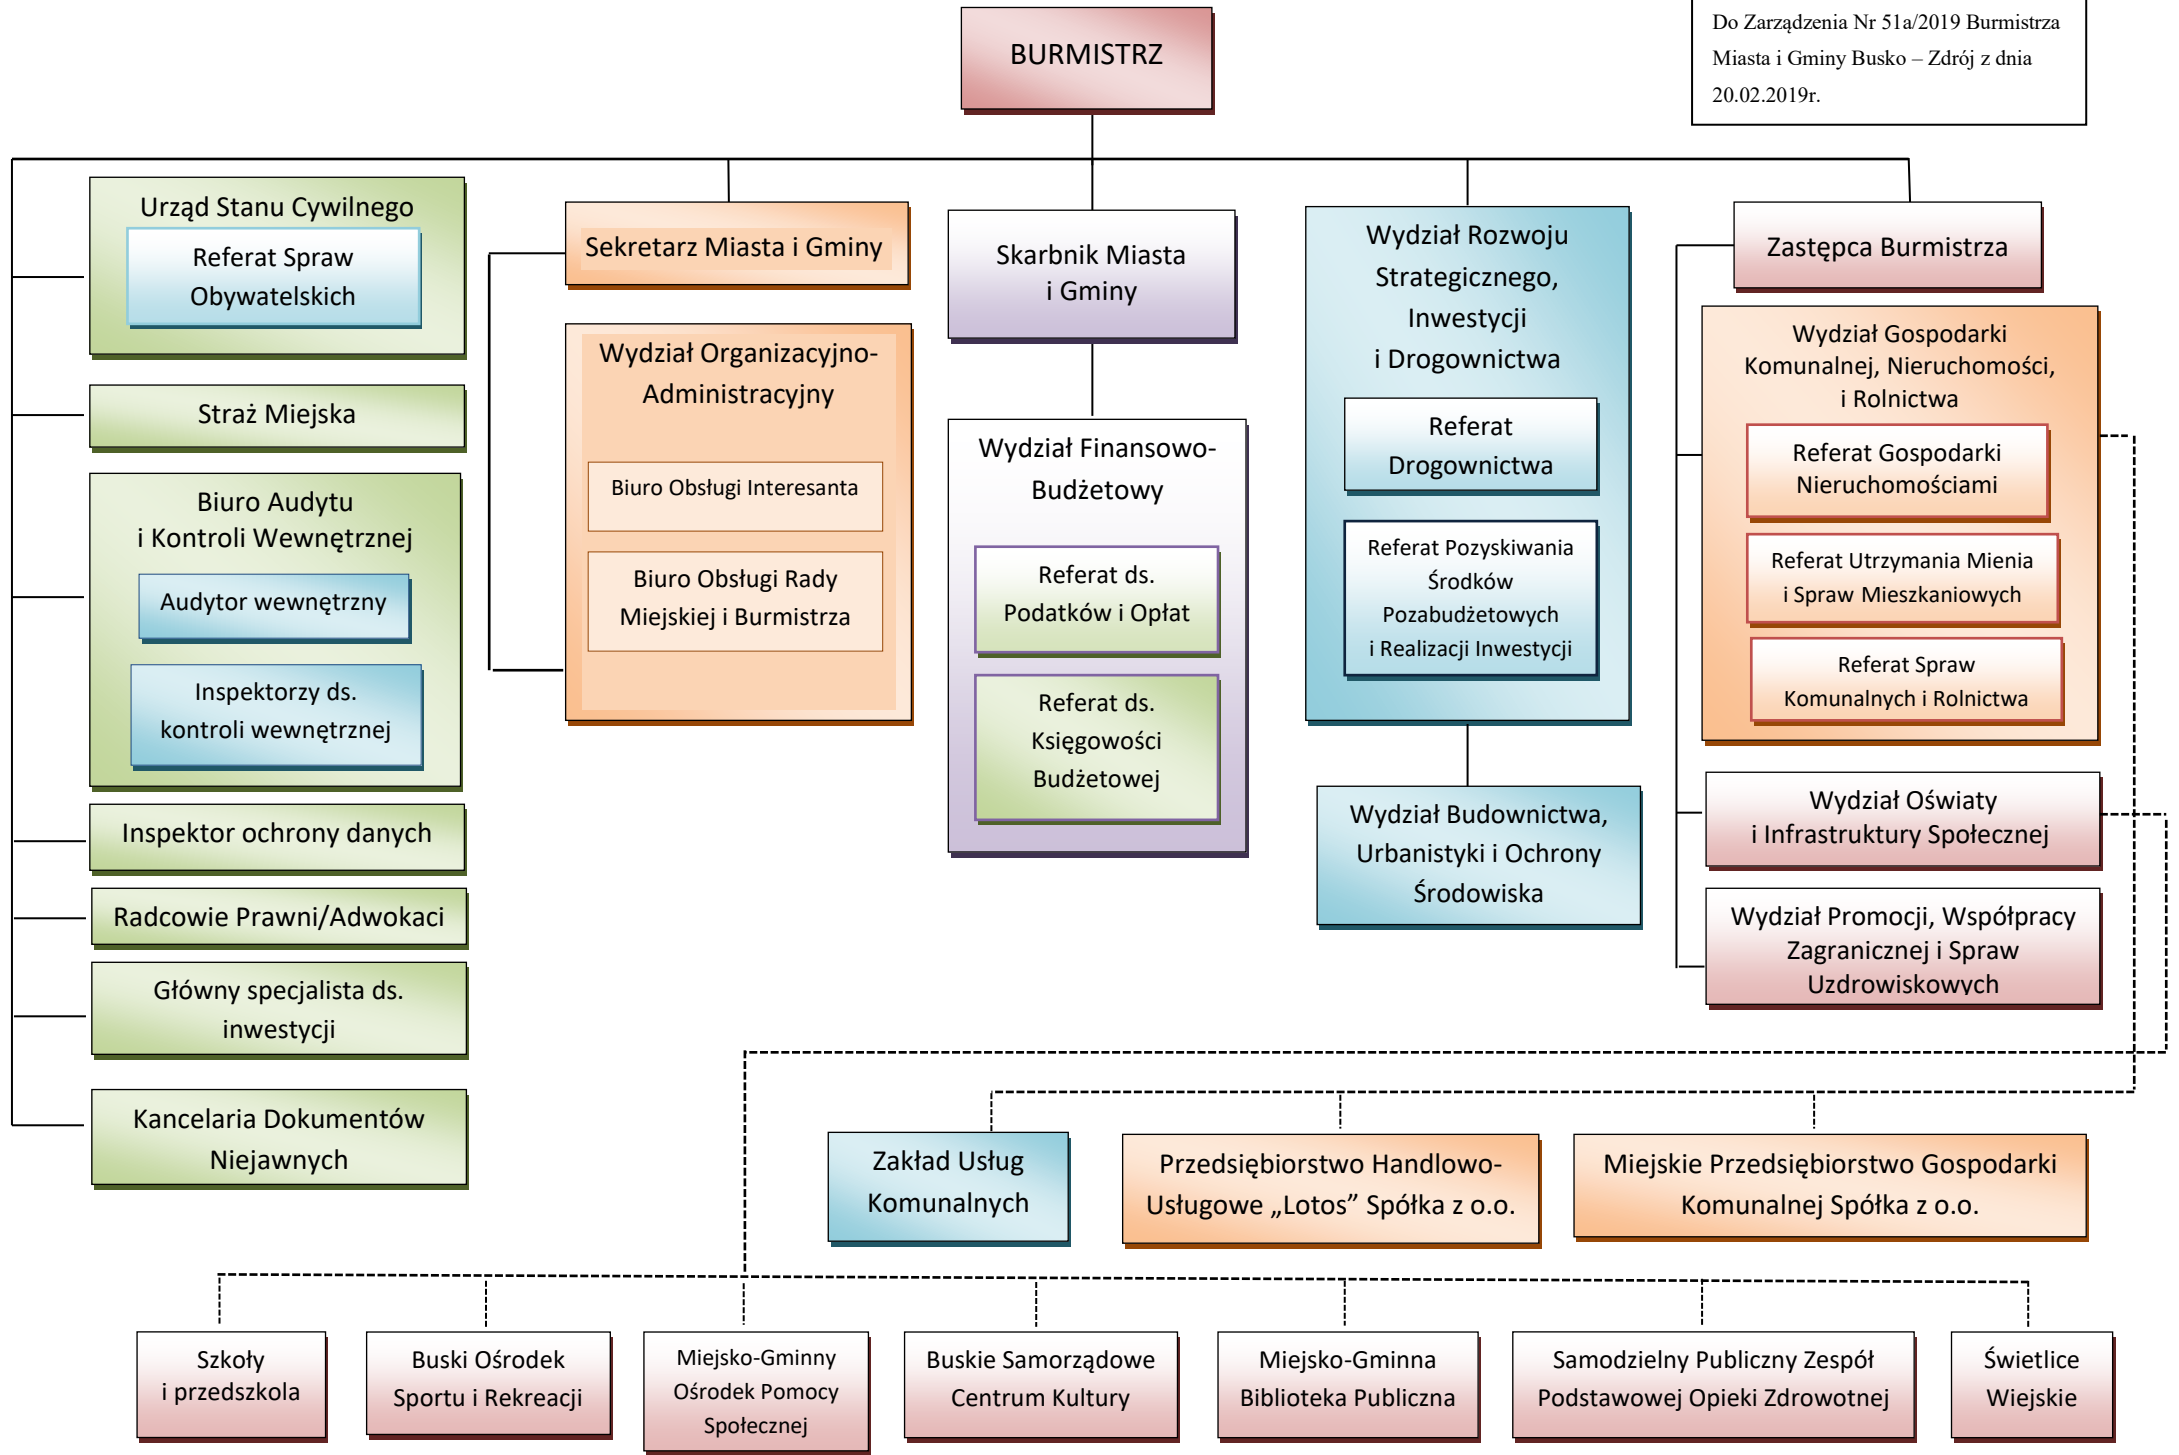 Do Zarządzenia Nr 51a/2019 Burmistrza
Miasta i Gminy Busko – Zdrój z dnia
20.02.2019r.
BURMISTRZ
Urząd Stanu Cywilnego
Referat Spraw
Obywatelskich
Straż Miejska
Biuro Audytu
i Kontroli Wewnętrznej
Audytor wewnętrzny
Inspektorzy ds.
kontroli wewnętrznej
Inspektor ochrony danych
Radcowie Prawni/Adwokaci
Główny specjalista ds.
inwestycji
Kancelaria Dokumentów
Niejawnych
Sekretarz Miasta i Gminy
Wydział Organizacyjno-
Administracyjny
Biuro Obsługi Interesanta
Biuro Obsługi Rady
Miejskiej i Burmistrza
Skarbnik Miasta
i Gminy
Wydział Finansowo-
Budżetowy
Referat ds.
Podatków i Opłat
Referat ds.
Księgowości
Budżetowej
Wydział Rozwoju
Strategicznego,
Inwestycji
i Drogownictwa
Referat
Drogownictwa
Referat Pozyskiwania
Środków
Pozabudżetowych
i Realizacji Inwestycji
Wydział Budownictwa,
Urbanistyki i Ochrony
Środowiska
Zastępca Burmistrza
Wydział Gospodarki
Komunalnej, Nieruchomości,
i Rolnictwa
Referat Gospodarki
Nieruchomościami
Referat Utrzymania Mienia
i Spraw Mieszkaniowych
Referat Spraw
Komunalnych i Rolnictwa
Wydział Oświaty
i Infrastruktury Społecznej
Wydział Promocji, Współpracy
Zagranicznej i Spraw
Uzdrowiskowych
Zakład Usług
Komunalnych
Przedsiębiorstwo Handlowo-
Usługowe „Lotos” Spółka z o.o.
Miejskie Przedsiębiorstwo Gospodarki
Komunalnej Spółka z o.o.
Szkoły
i przedszkola
Buski Ośrodek
Sportu i Rekreacji
Miejsko-Gminny
Ośrodek Pomocy
Społecznej
Buskie Samorządowe
Centrum Kultury
Miejsko-Gminna
Biblioteka Publiczna
Samodzielny Publiczny Zespół
Podstawowej Opieki Zdrowotnej
Świetlice
Wiejskie